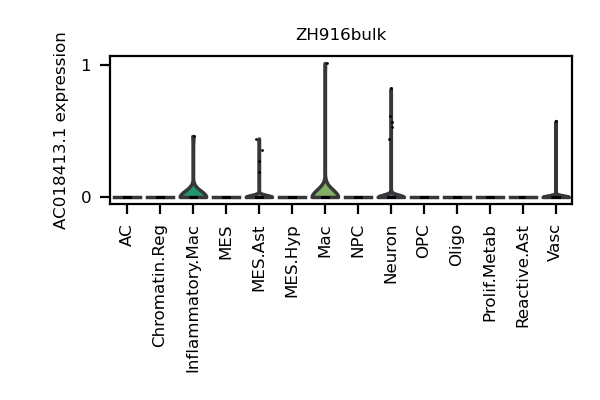 ZH916bulk
AC018413.1 expression
1
0
AC
Chromatin.Reg
Inflammatory.Mac
MES
MES.Ast
MES.Hyp
Mac
NPC
Neuron
OPC
Oligo
Prolif.Metab
Reactive.Ast
Vasc